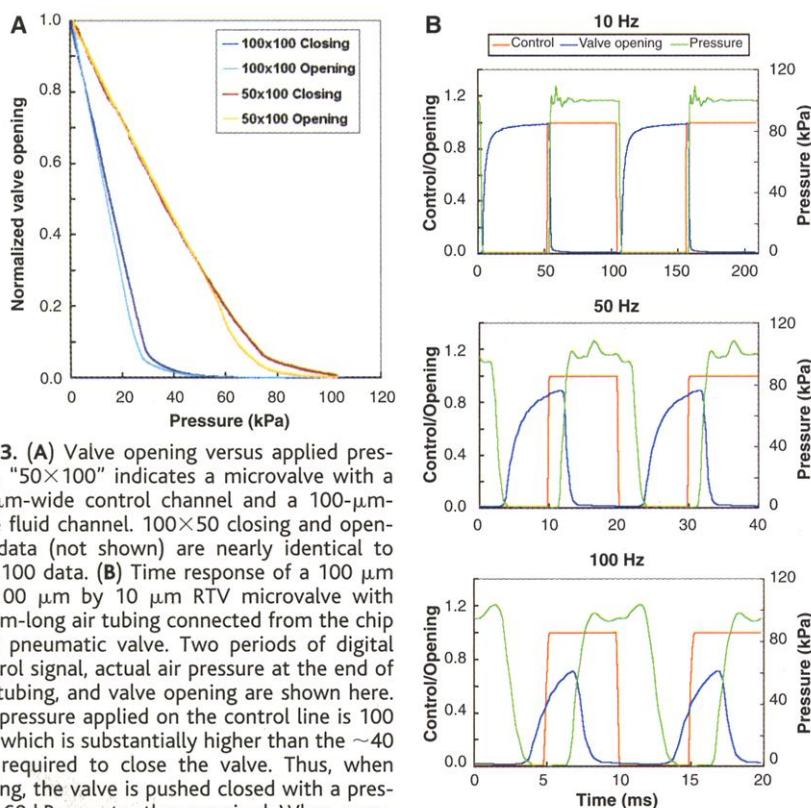 A
Normalized valve opening
1.0
0.8
0.6
0.4
0.2
0.0
100x100 Closing
100x100 Opening
50x100 Closing
50x100 Opening
0 20 40 60 80 100 120
Pressure (kPa)
3. (A) Valve opening versus applied pres-
"50×100" indicates a microvalve with a
μm-wide control channel and a 100-μm-
fluid channel. 100×50 closing and open-
data (not shown) are nearly identical to
100 data. (B) Time response of a 100 μm
00 μm by 10 μm RTV microvalve with
m-long air tubing connected from the chip
pneumatic valve. Two periods of digital
rol signal, actual air pressure at the end of
tubing, and valve opening are shown here.
pressure applied on the control line is 100
which is substantially higher than the ~40
required to close the valve. Thus, when
ng, the valve is pushed closed with a pres-
B
10 Hz
Control Valve opening Pressure
Control/Opening
1.2
0.8
0.4
0.0
120
80
40
0
Pressure (kPa)
0 50 100 150 200
50 Hz
Control/Opening
1.2
0.8
0.4
0.0
120
80
40
0
Pressure (kPa)
0 10 20 30 40
100 Hz
Control/Opening
1.2
0.8
0.4
0.0
120
80
40
0
Pressure (kPa)
0 5 10 15 20
Time (ms)